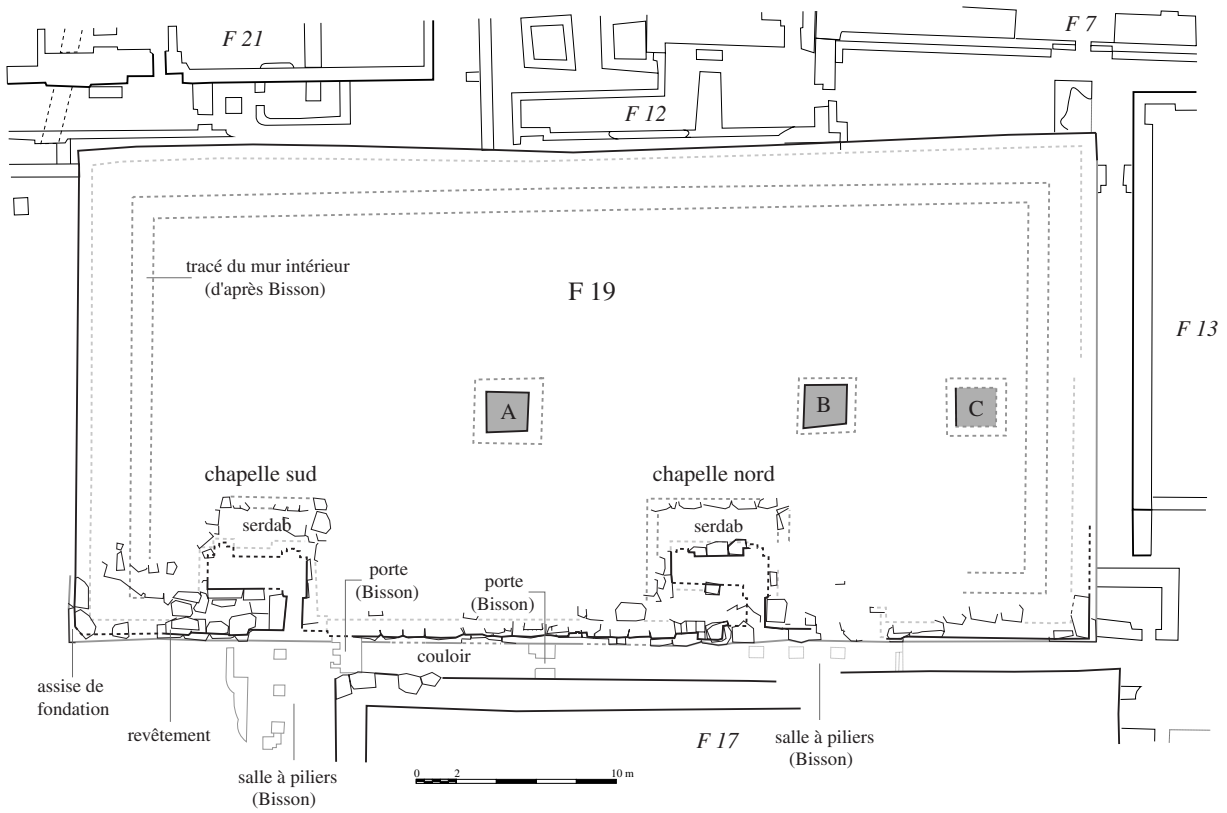 F 21
F 7
F 12
tracé du mur intérieur
(d'après Bisson)
F 19
F 13
A
B
C
chapelle sud
chapelle nord
serdab
serdab
porte
(Bisson)
porte
(Bisson)
couloir
assise de
fondation
revêtement
F 17
salle à piliers
(Bisson)
salle à piliers
(Bisson)
0 2 10 m